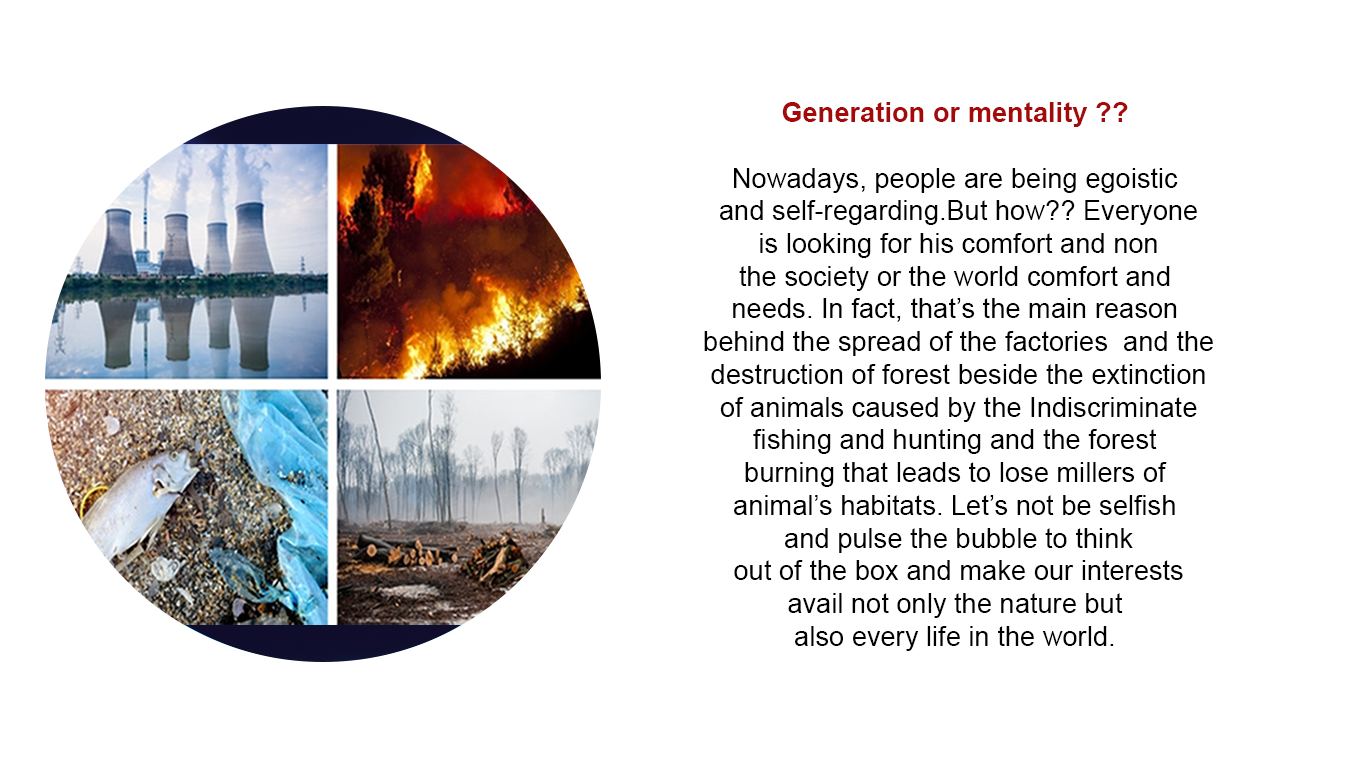 Generation or mentality ??
Nowadays, people are being egoistic
and self-regarding.But how?? Everyone
is looking for his comfort and non
the society or the world comfort and
needs. In fact, that’s the main reason
behind the spread of the factories  and the
destruction of forest beside the extinction
of animals caused by the Indiscriminate
fishing and hunting and the forest
burning that leads to lose millers of
animal’s habitats. Let’s not be selfish
and pulse the bubble to think
out of the box and make our interests
avail not only the nature but
also every life in the world.